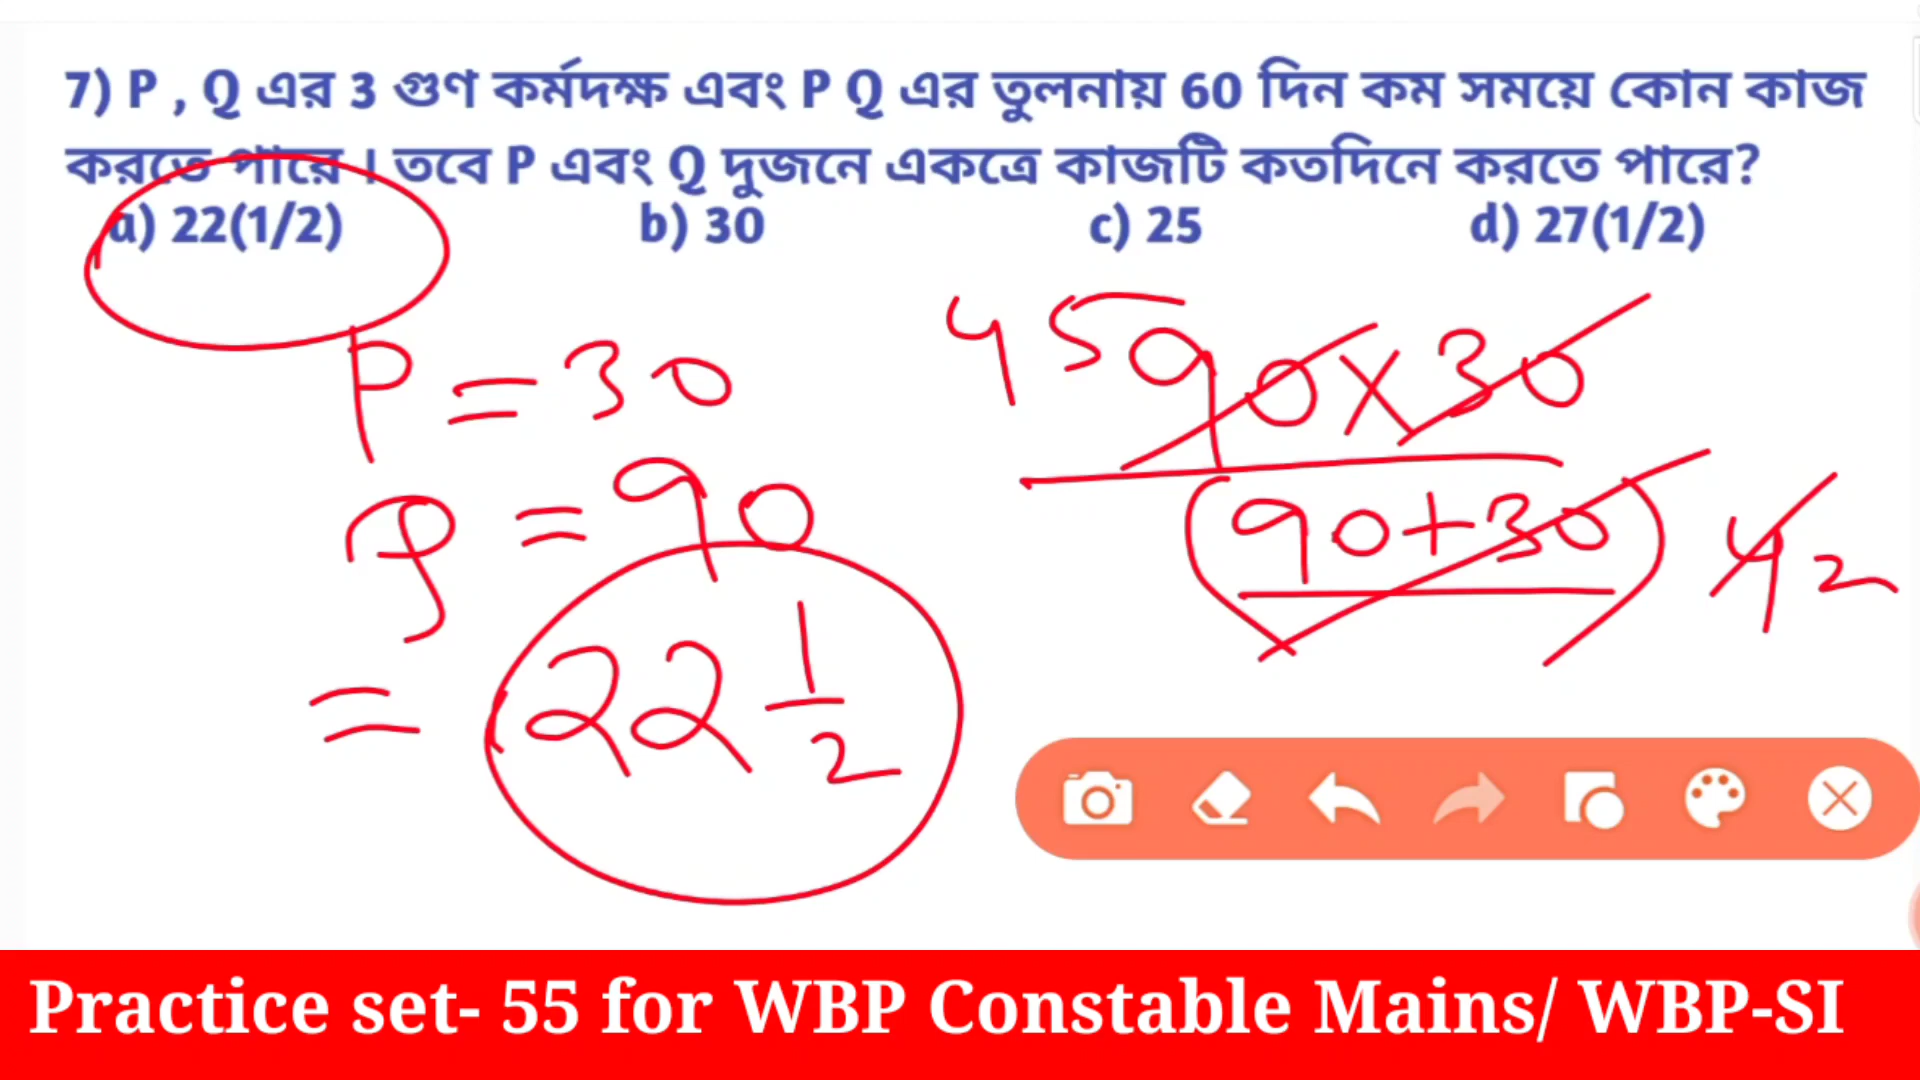 7) P , Q এর 3 গুণ কর্মদক্ষ এবং P Q এর তুলনায় 60 দিন কম সময়ে কোন কাজ
করতে পারে । তবে P এবং Q দুজনে একত্রে কাজটি কতদিনে করতে পারে?
a) 22(1/2) b) 30 c) 25 d) 27(1/2)
P = 30
Q = 90
45 90 × 30
(90+30) 4 2
= 22 1/2
Practice set- 55 for WBP Constable Mains/ WBP-SI